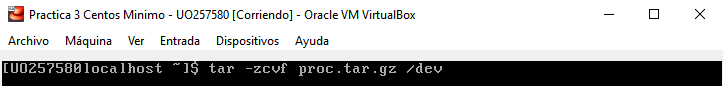 Practica 3 Centos Minimo - UO257580 [Corriendo] - Oracle VM VirtualBox
Archivo Máquina Ver Entrada Dispositivos Ayuda
[UO257580localhost ~]$ tar -zcvf proc.tar.gz /dev